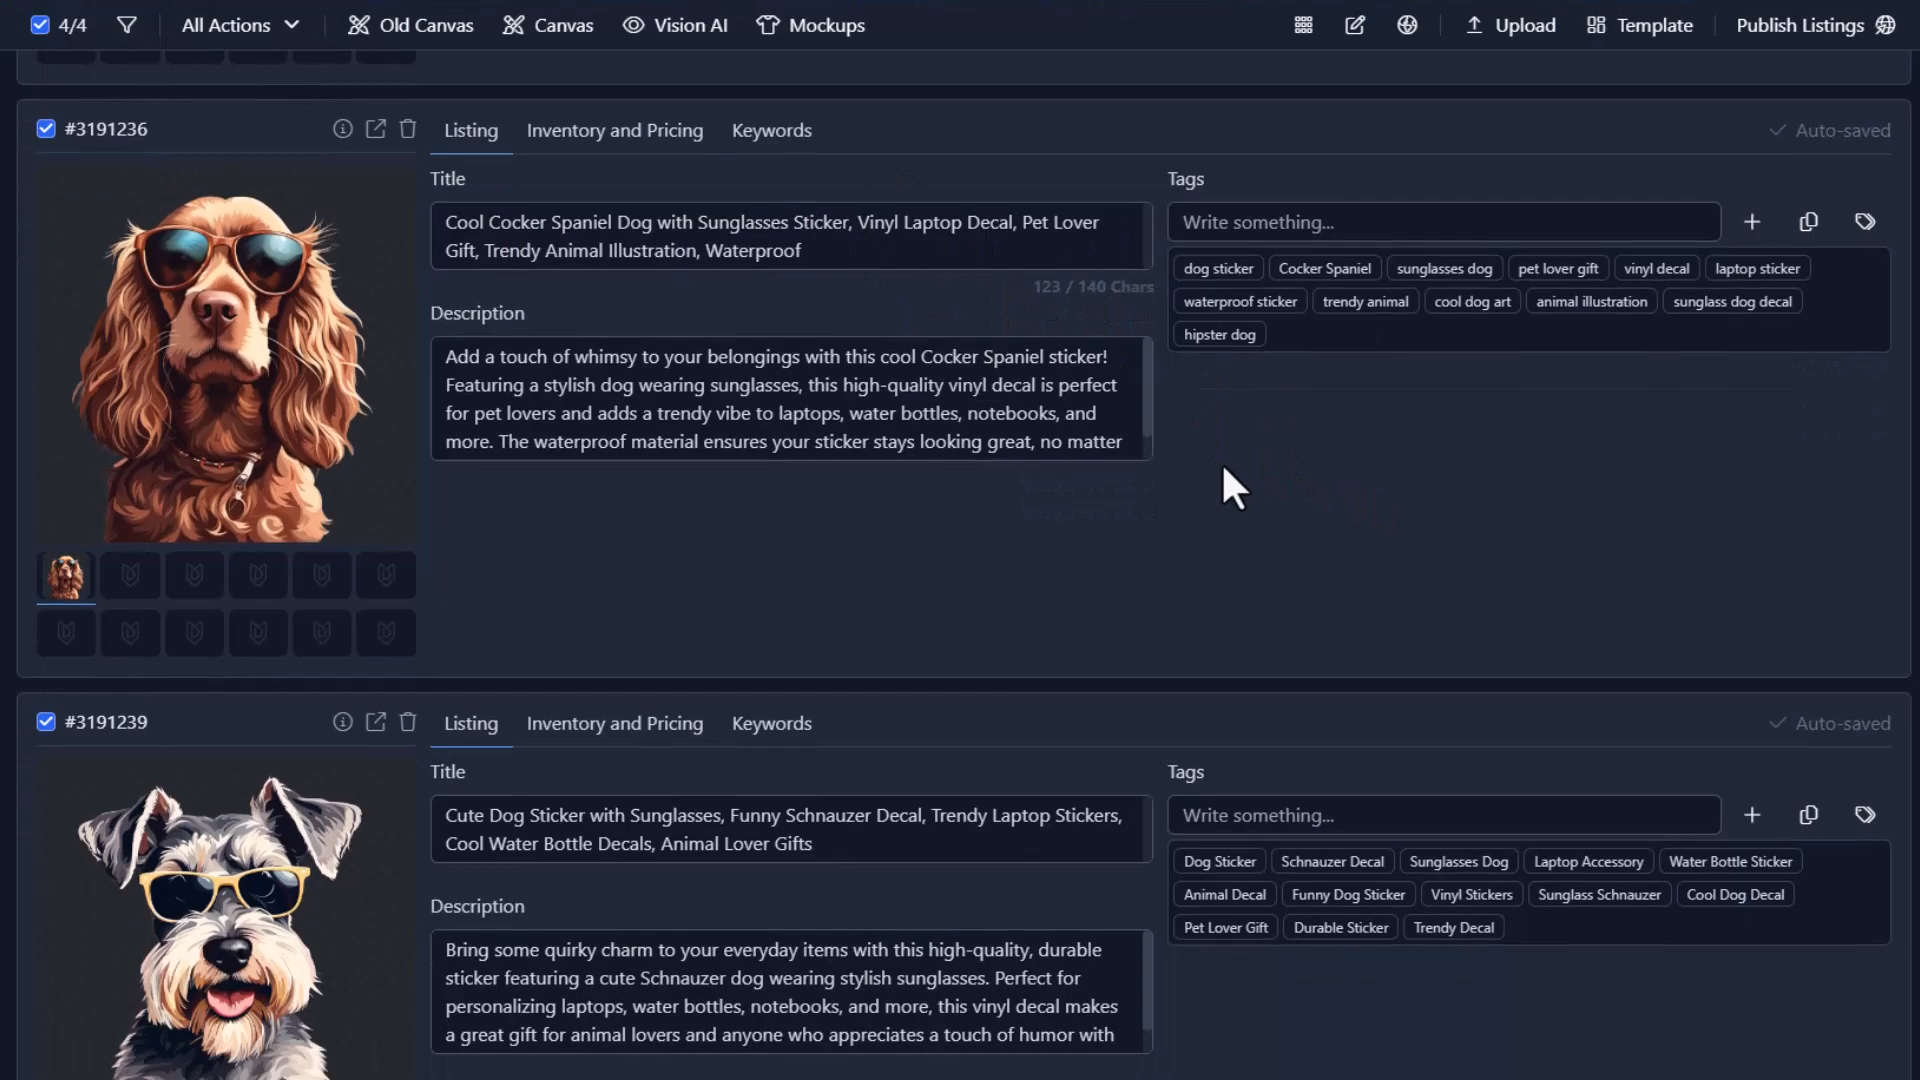 4/4 All Actions Old Canvas Canvas Vision AI Mockups Upload Template Publish Listings
#3191236 Listing Inventory and Pricing Keywords Auto-saved
Title
Cool Cocker Spaniel Dog with Sunglasses Sticker, Vinyl Laptop Decal, Pet Lover
Gift, Trendy Animal Illustration, Waterproof
123 / 140 Chars
Description
Add a touch of whimsy to your belongings with this cool Cocker Spaniel sticker!
Featuring a stylish dog wearing sunglasses, this high-quality vinyl decal is perfect
for pet lovers and adds a trendy vibe to laptops, water bottles, notebooks, and
more. The waterproof material ensures your sticker stays looking great, no matter
Tags
Write something...
dog sticker Cocker Spaniel sunglasses dog pet lover gift vinyl decal laptop sticker
waterproof sticker trendy animal cool dog art animal illustration sunglass dog decal
hipster dog
#3191239 Listing Inventory and Pricing Keywords Auto-saved
Title
Cute Dog Sticker with Sunglasses, Funny Schnauzer Decal, Trendy Laptop Stickers,
Cool Water Bottle Decals, Animal Lover Gifts
Description
Bring some quirky charm to your everyday items with this high-quality, durable
sticker featuring a cute Schnauzer dog wearing stylish sunglasses. Perfect for
personalizing laptops, water bottles, notebooks, and more, this vinyl decal makes
a great gift for animal lovers and anyone who appreciates a touch of humor with
Tags
Write something...
Dog Sticker Schnauzer Decal Sunglasses Dog Laptop Accessory Water Bottle Sticker
Animal Decal Funny Dog Sticker Vinyl Stickers Sunglass Schnauzer Cool Dog Decal
Pet Lover Gift Durable Sticker Trendy Decal